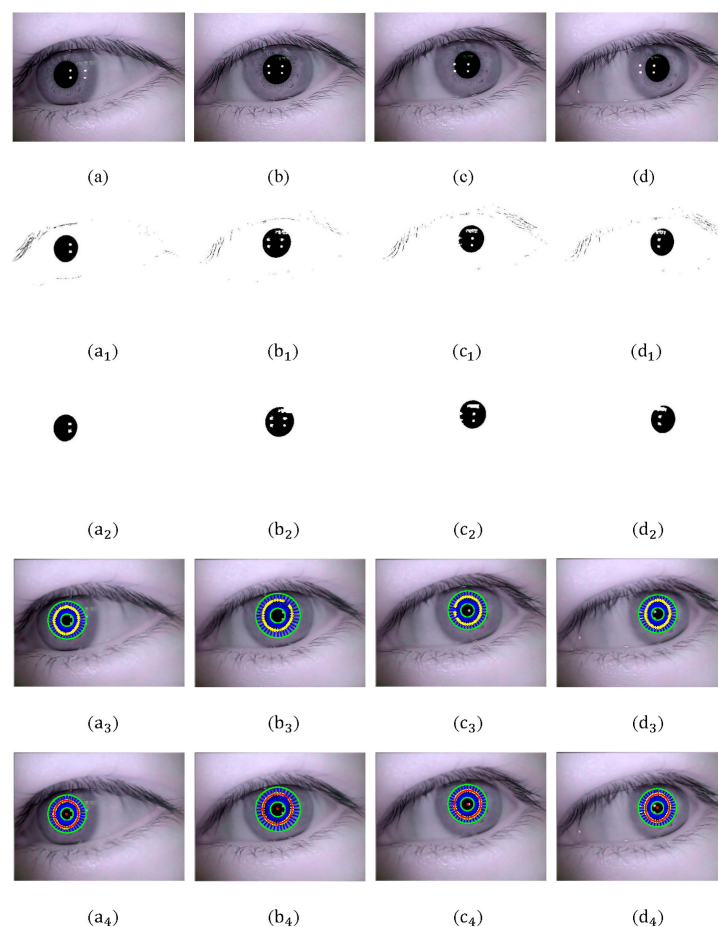 (a) (b) (c) (d)
(a₁) (b₁) (c₁) (d₁)
(a₂) (b₂) (c₂) (d₂)
(a₃) (b₃) (c₃) (d₃)
(a₄) (b₄) (c₄) (d₄)